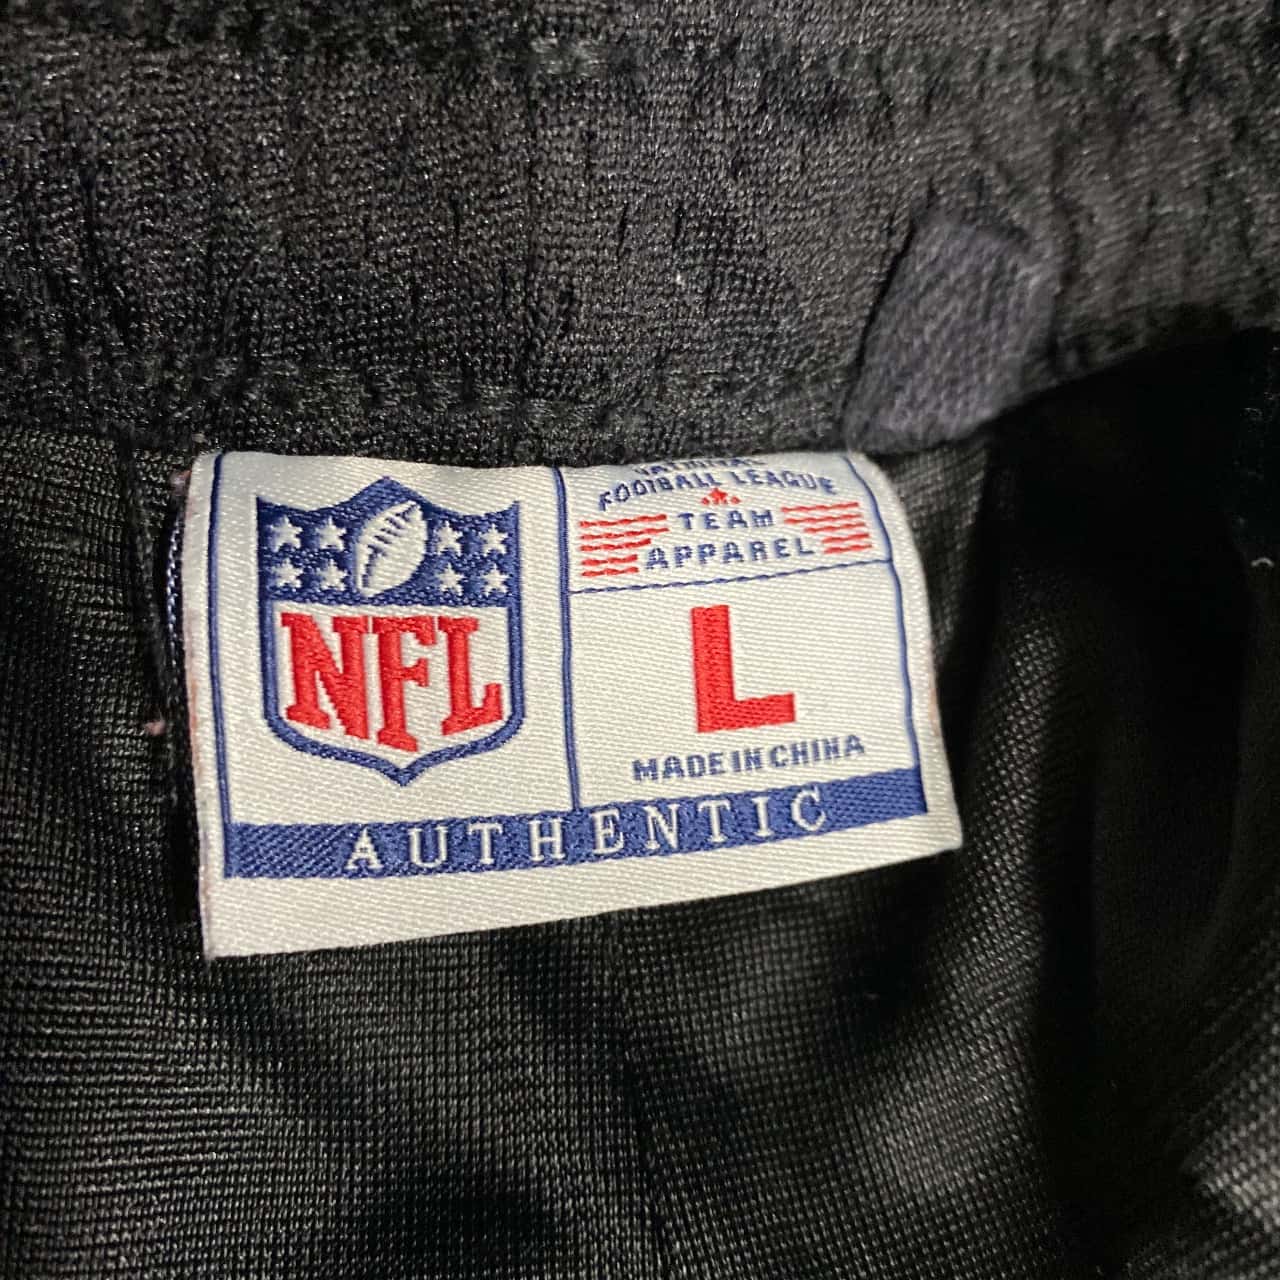 NFL
NATIONAL
FOOTBALL LEAGUE
TEAM
APPAREL
L
MADE IN CHINA
AUTHENTIC